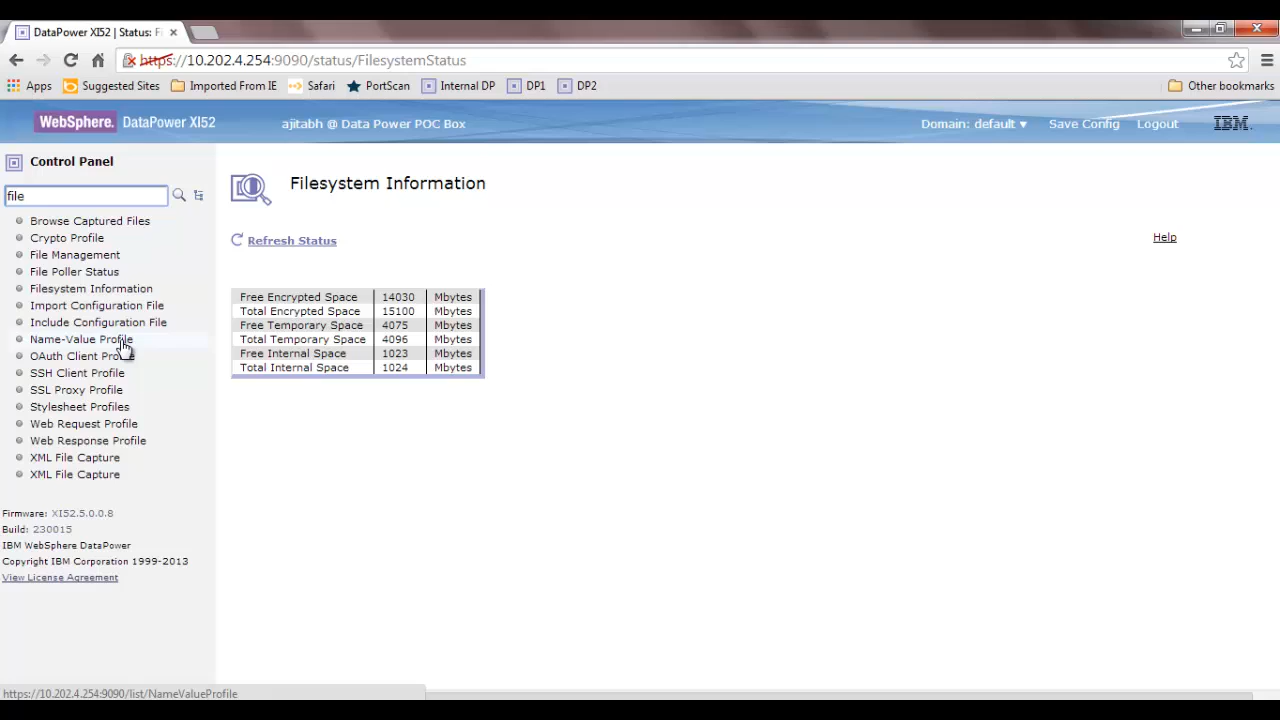 DataPower XI52 | Status: Fi
https://10.202.4.254:9090/status/FilesystemStatus
Apps Suggested Sites Imported From IE Safari PortScan Internal DP DP1 DP2 Other bookmarks
WebSphere. DataPower XI52 ajitabh @ Data Power POC Box Domain: default Save Config Logout IBM.
Control Panel
file
Browse Captured Files
Crypto Profile
File Management
File Poller Status
Filesystem Information
Import Configuration File
Include Configuration File
Name-Value Profile
OAuth Client Profile
SSH Client Profile
SSL Proxy Profile
Stylesheet Profiles
Web Request Profile
Web Response Profile
XML File Capture
XML File Capture
Firmware: XI52.5.0.0.8
Build: 230015
IBM WebSphere DataPower
Copyright IBM Corporation 1999-2013
View License Agreement
Filesystem Information
Refresh Status
Help
Free Encrypted Space 14030 Mbytes
Total Encrypted Space 15100 Mbytes
Free Temporary Space 4075 Mbytes
Total Temporary Space 4096 Mbytes
Free Internal Space 1023 Mbytes
Total Internal Space 1024 Mbytes
https://10.202.4.254:9090/list/NameValueProfile